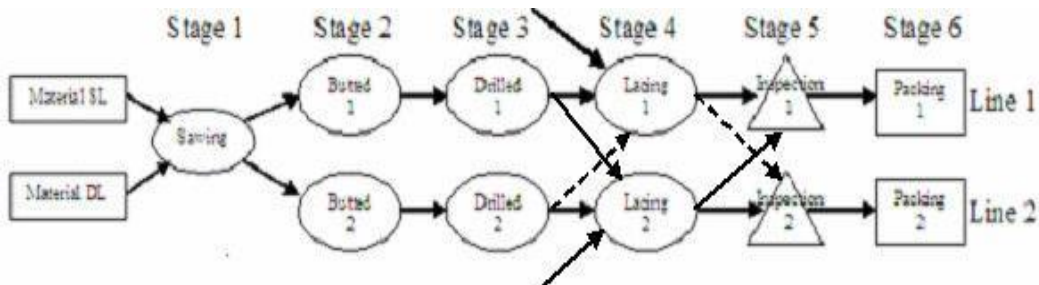 Stage 1 Stage 2 Stage 3 Stage 4 Stage 5 Stage 6
Material SL
Sawing
Butted
1
Drilled
1
Lacing
1
Inspection
1
Packing
1
Line 1
Material DL
Butted
2
Drilled
2
Lacing
2
Inspection
2
Packing
2
Line 2